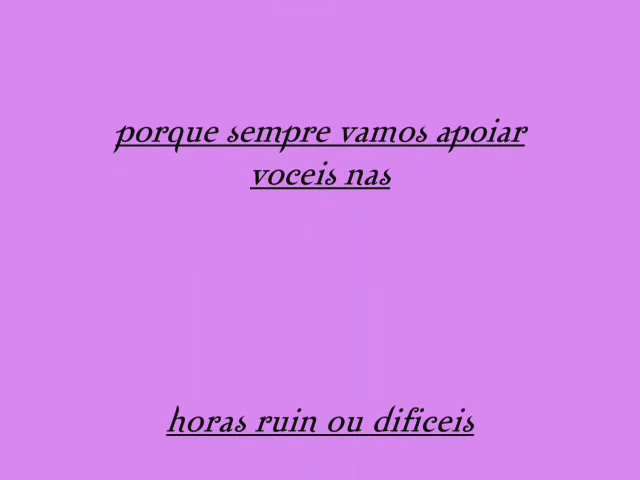 porque sempre vamos apoiar
voceis nas
horas ruin ou dificeis